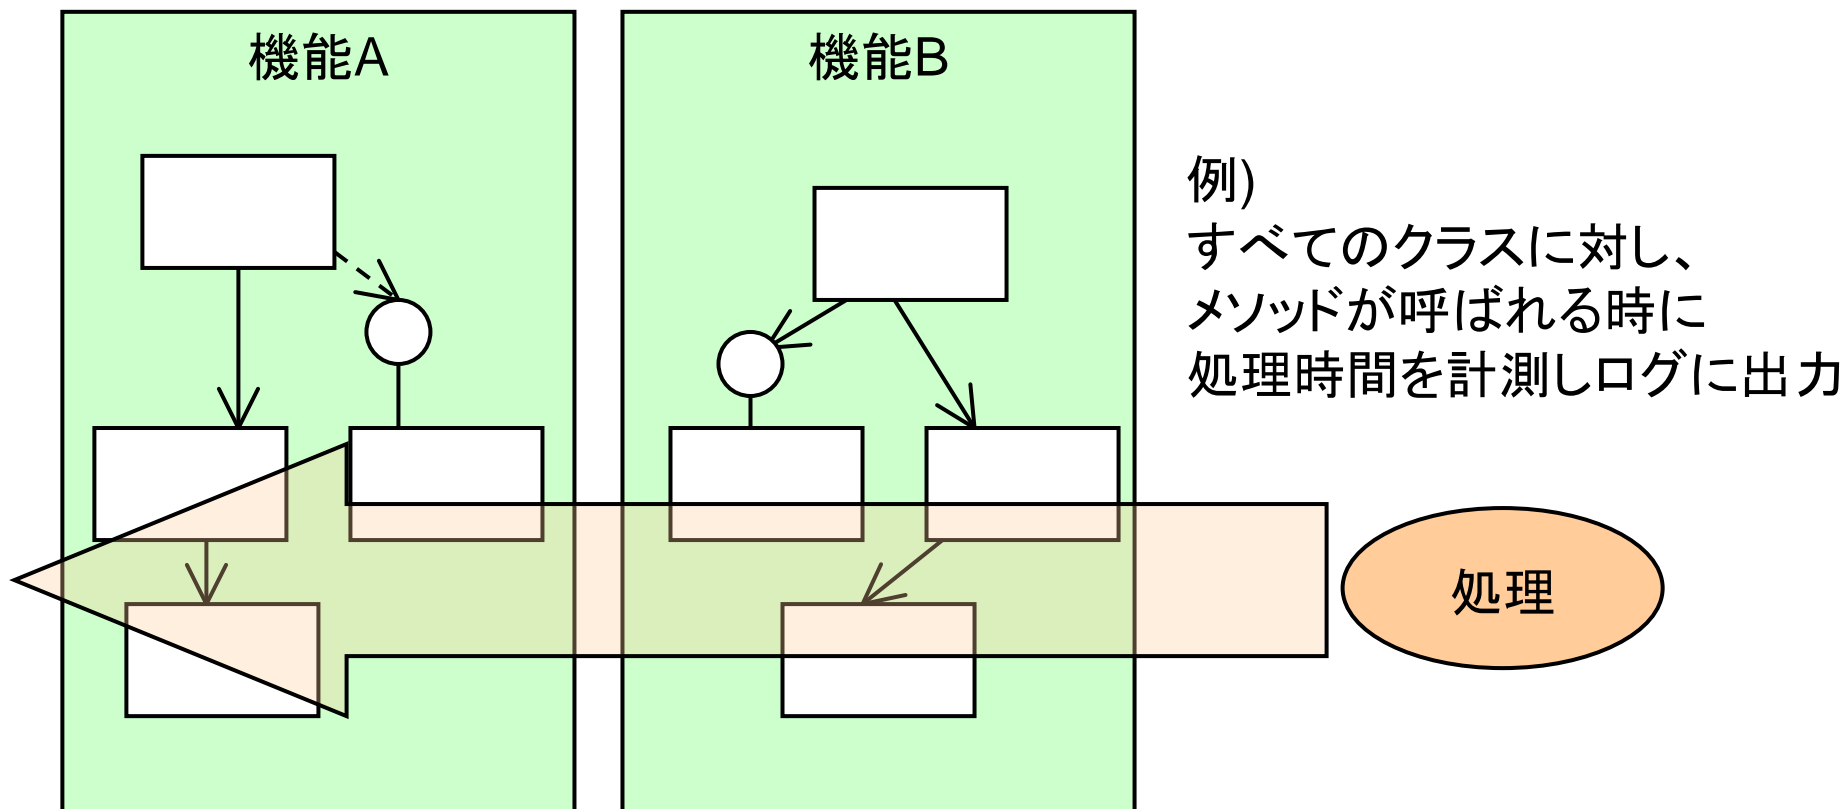 機能A
機能B
例)
すべてのクラスに対し、
メソッドが呼ばれる時に
処理時間を計測しログに出力
処理